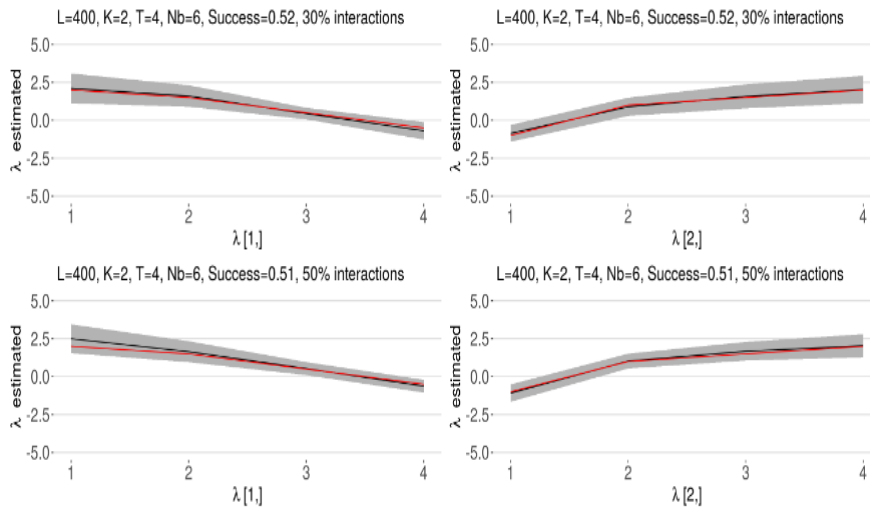 L=400, K=2, T=4, Nb=6, Success=0.52, 30% interactions
5.0
2.5
0.0
-2.5
-5.0
λ estimated
1 2 3 4
λ [1,]
L=400, K=2, T=4, Nb=6, Success=0.52, 30% interactions
5.0
2.5
0.0
-2.5
-5.0
λ estimated
1 2 3 4
λ [2,]
L=400, K=2, T=4, Nb=6, Success=0.51, 50% interactions
5.0
2.5
0.0
-2.5
-5.0
λ estimated
1 2 3 4
λ [1,]
L=400, K=2, T=4, Nb=6, Success=0.51, 50% interactions
5.0
2.5
0.0
-2.5
-5.0
λ estimated
1 2 3 4
λ [2,]